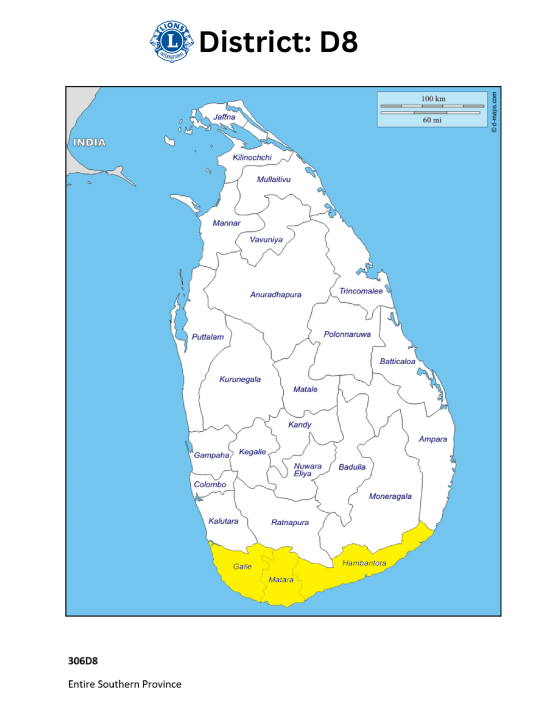 LIONS
L
INTERNATIONAL
District: D8
100 km
60 mi
© d-maps.com
INDIA
Jaffna
Kilinochchi
Mullaitivu
Mannar
Vavuniya
Anuradhapura
Trincomalee
Puttalam
Polonnaruwa
Batticaloa
Kurunegala
Matale
Kandy
Ampara
Gampaha
Kegalle
Nuwara
Eliya
Badulla
Colombo
Moneragala
Kalutara
Ratnapura
Galle
Matara
Hambantota
306D8
Entire Southern Province